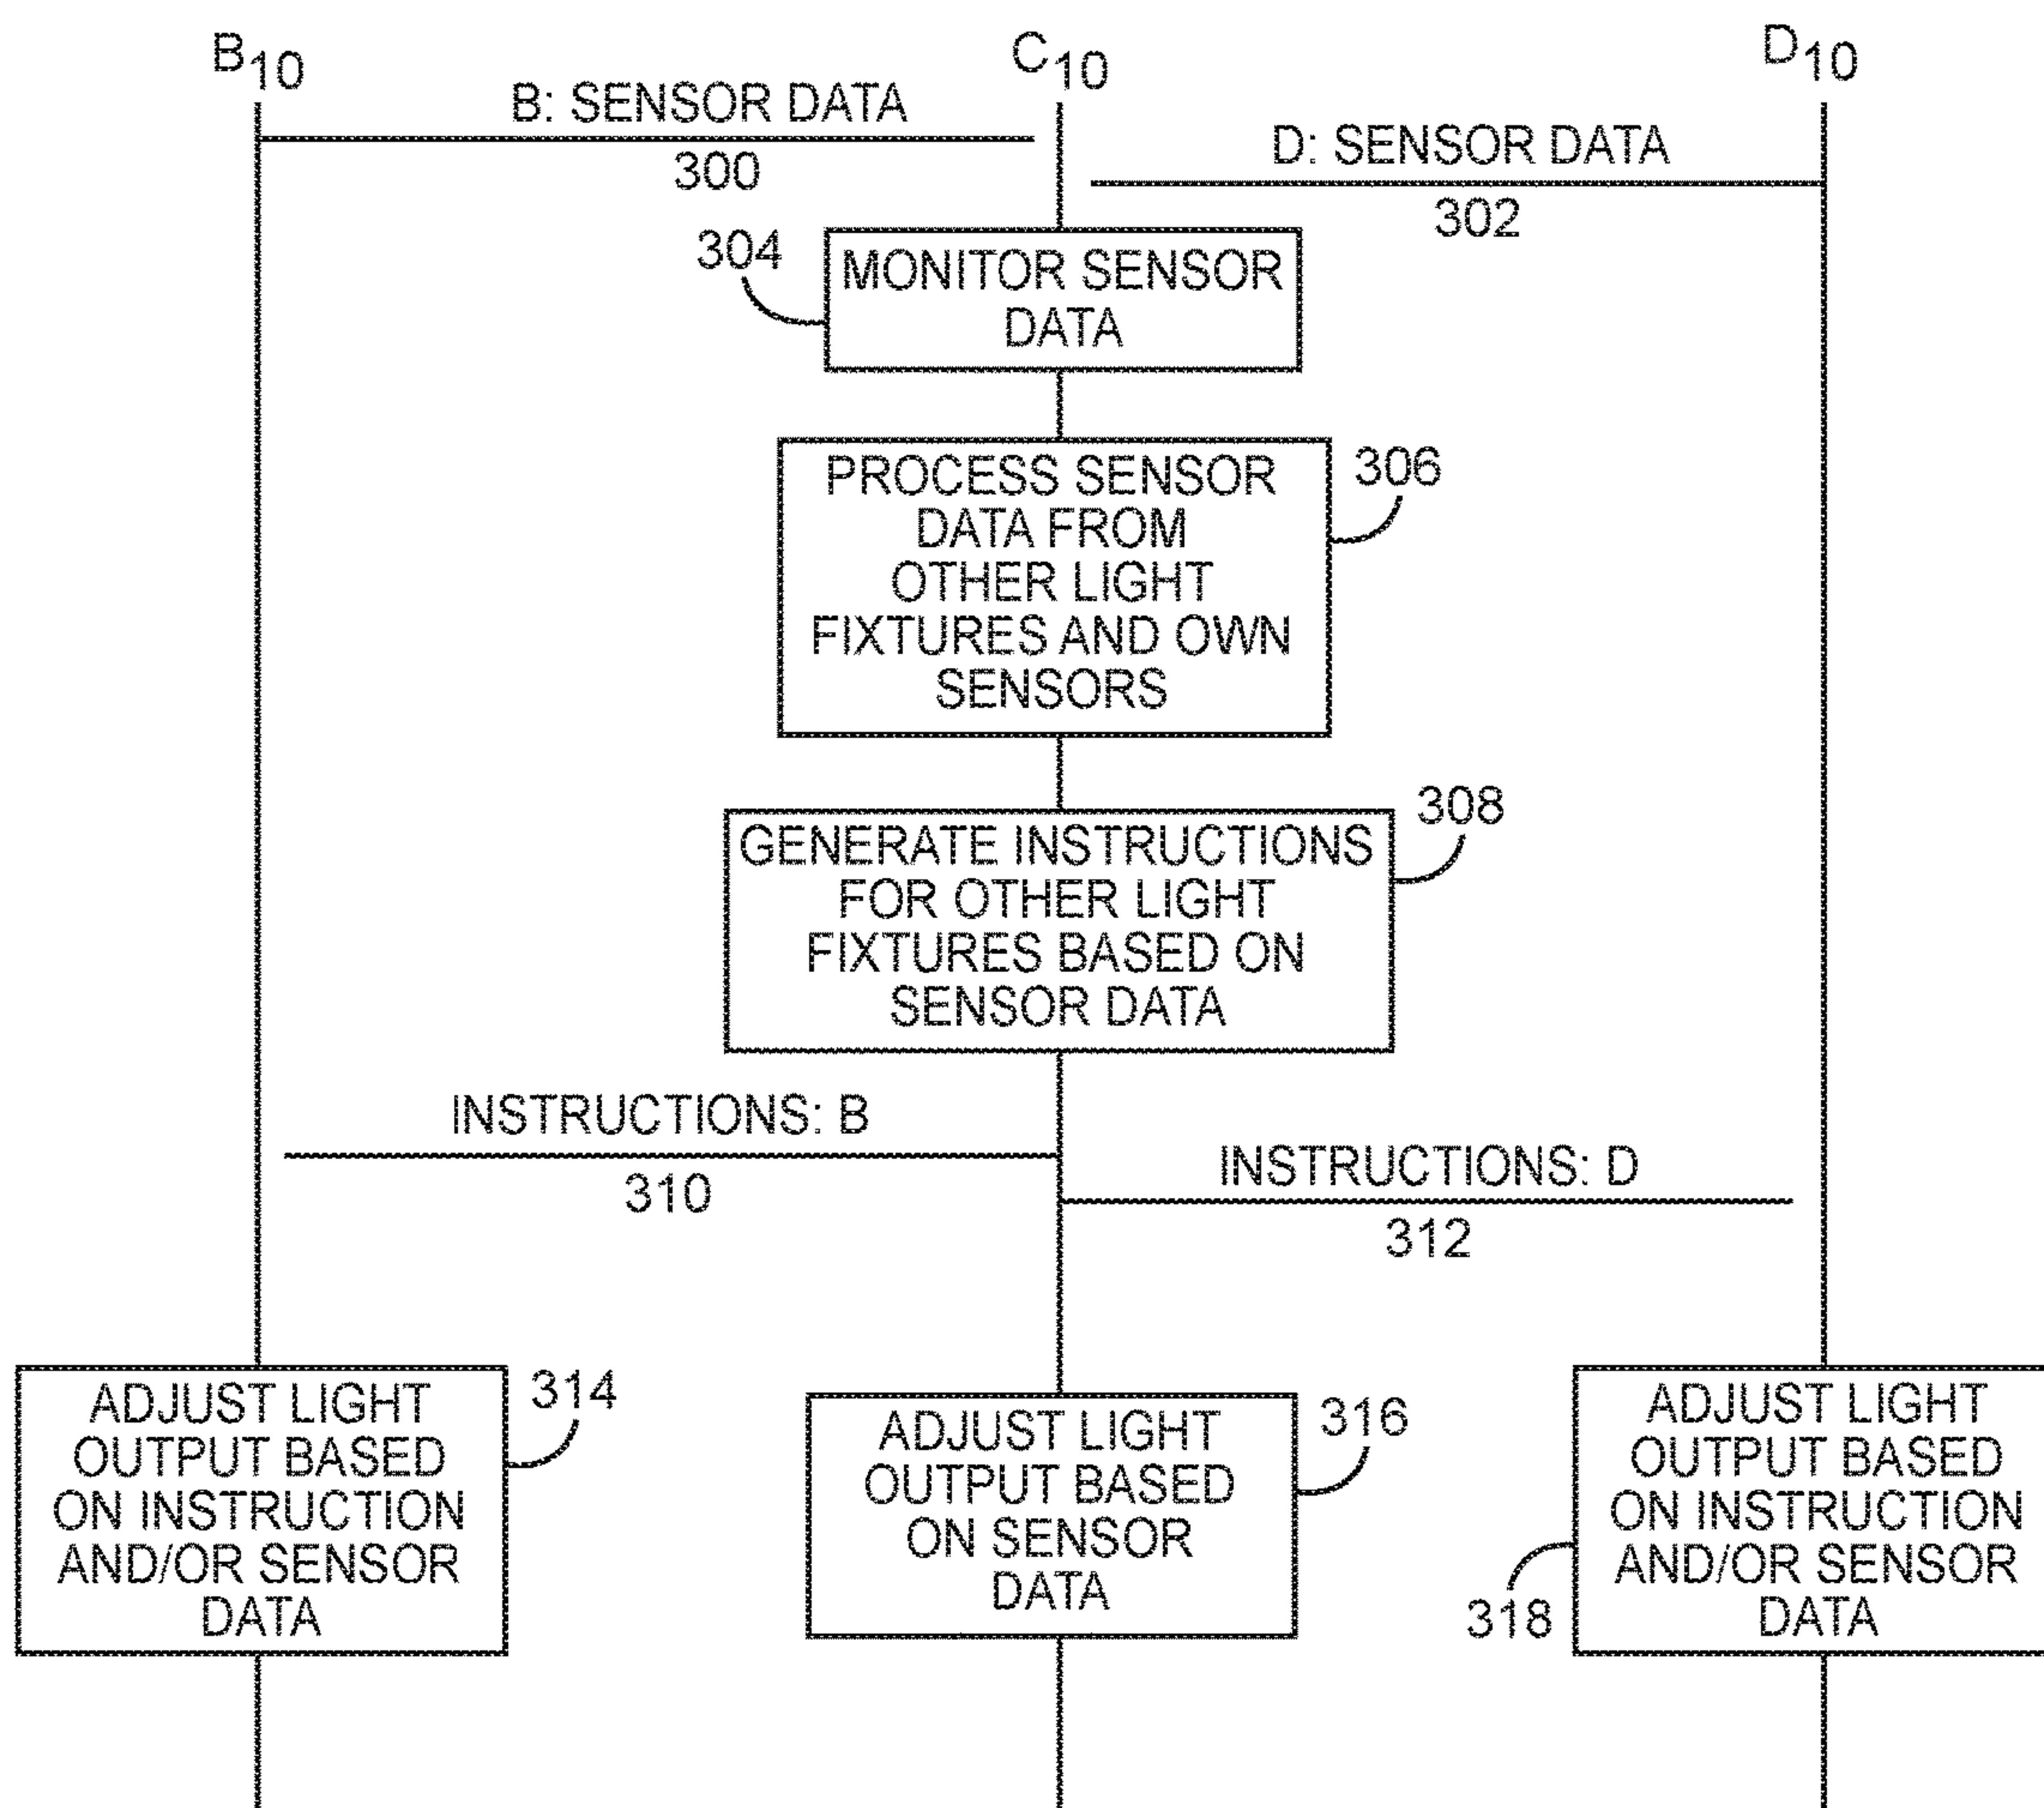 B10
C10
D10
B: SENSOR DATA
300
D: SENSOR DATA
302
304
MONITOR SENSOR
DATA
PROCESS SENSOR
DATA FROM
OTHER LIGHT
FIXTURES AND OWN
SENSORS
306
GENERATE INSTRUCTIONS
FOR OTHER LIGHT
FIXTURES BASED ON
SENSOR DATA
308
INSTRUCTIONS: B
310
INSTRUCTIONS: D
312
ADJUST LIGHT
OUTPUT BASED
ON INSTRUCTION
AND/OR SENSOR
DATA
314
ADJUST LIGHT
OUTPUT BASED
ON SENSOR
DATA
316
ADJUST LIGHT
OUTPUT BASED
ON INSTRUCTION
AND/OR SENSOR
DATA
318